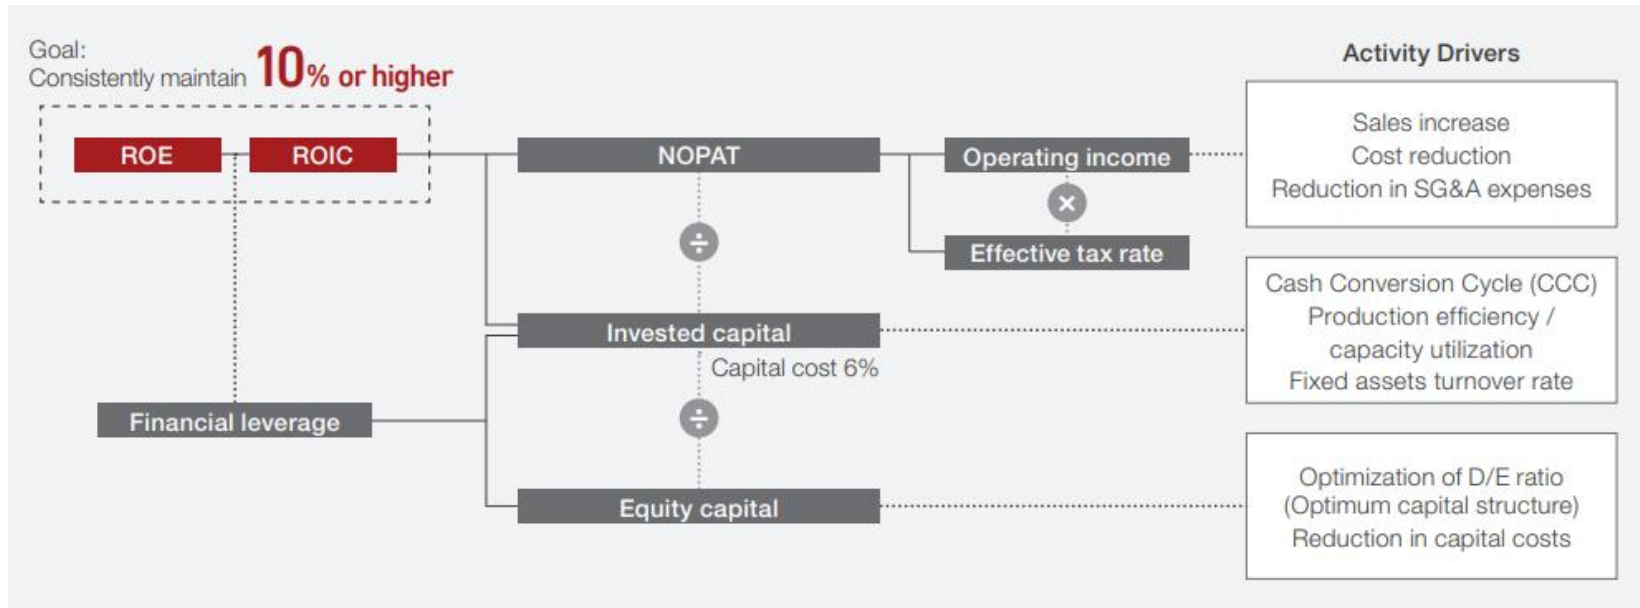 Goal:
Consistently maintain 10% or higher
Activity Drivers
ROE
ROIC
NOPAT
Operating income
Sales increase
Cost reduction
Reduction in SG&A expenses
×
÷
Effective tax rate
Invested capital
Capital cost 6%
Cash Conversion Cycle (CCC)
Production efficiency /
capacity utilization
Fixed assets turnover rate
Financial leverage
÷
Equity capital
Optimization of D/E ratio
(Optimum capital structure)
Reduction in capital costs